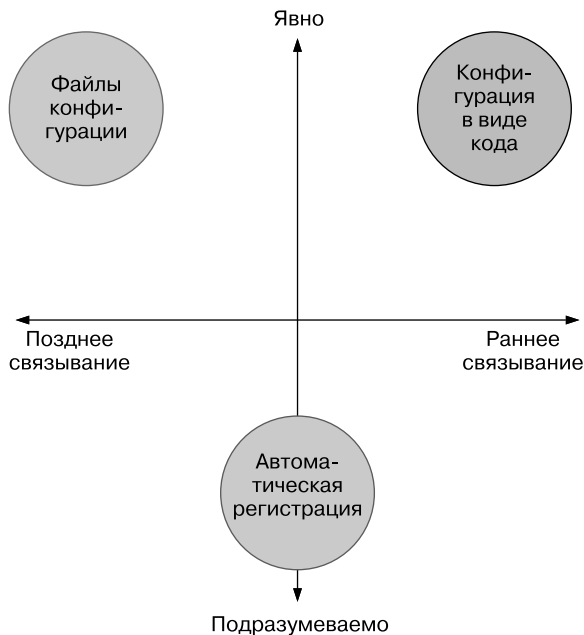 Явно
Файлы
конфи-
гурации
Конфи-
гурация
в виде
кода
Позднее
связывание
Раннее
связывание
Автома-
тическая
регистрация
Подразумеваемо